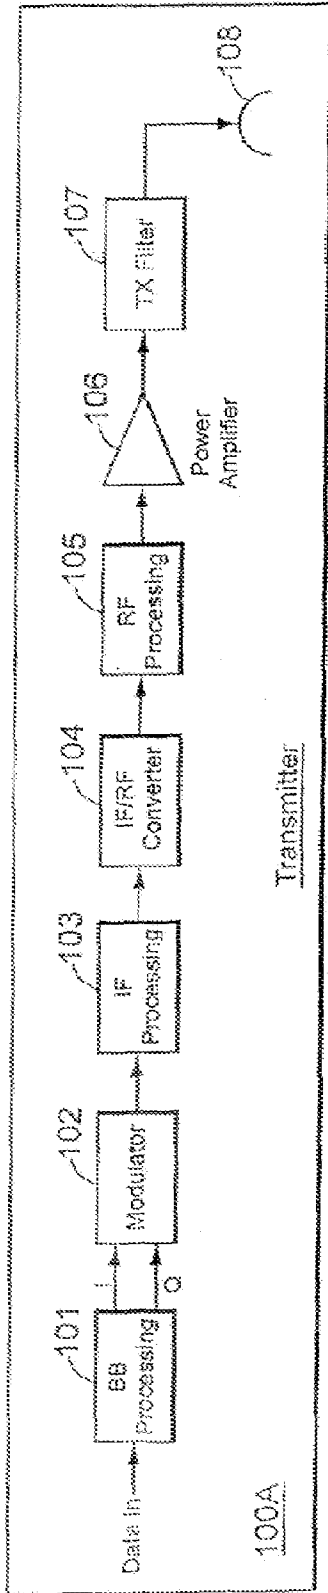 Data In
101
BB
Processing
I
Q
102
Modulator
103
IF
Processing
104
IF/RF
Converter
105
RF
Processing
106
Power
Amplifier
107
TX Filter
108
100A
Transmitter